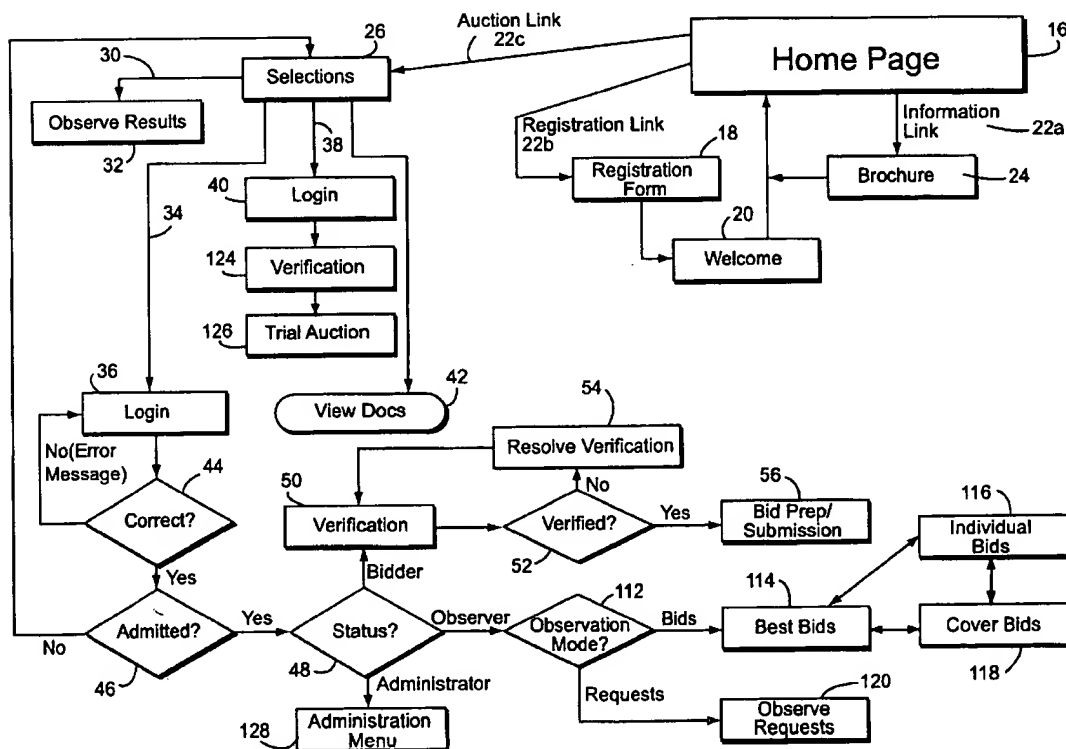 Auction Link
22c
26
16
Home Page
30
Selections
Observe Results
32
38
Registration Link
22b
18
Information
Link
22a
Registration
Form
Brochure
24
40
Login
34
20
Welcome
124
Verification
126
Trial Auction
36
Login
42
View Docs
54
Resolve Verification
No(Error
Message)
44
Correct?
50
Verification
No
Verified?
52
Yes
56
Bid Prep/
Submission
116
Individual
Bids
Yes
Bidder
112
114
No
Admitted?
46
Yes
Status?
48
Observer
Observation
Mode?
Bids
Best Bids
Cover Bids
118
Administrator
Requests
120
128
Administration
Menu
Observe
Requests